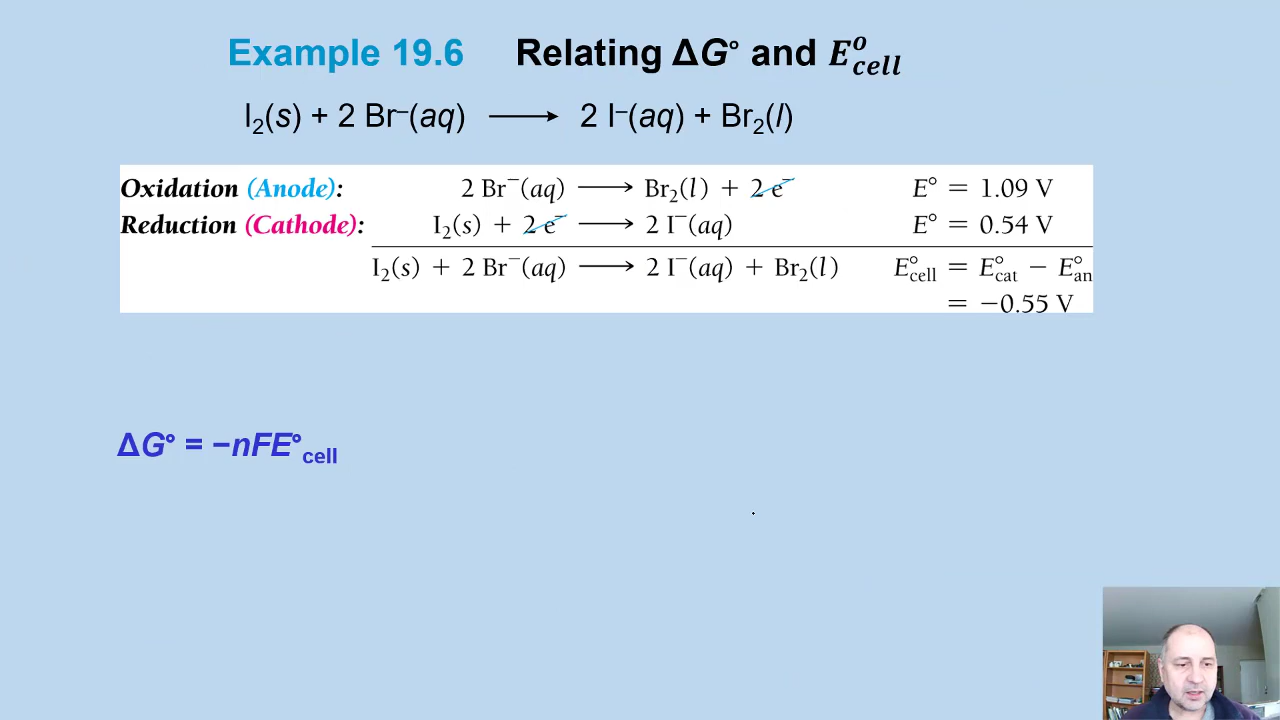 Example 19.6 Relating ΔG° and E°cell
I₂(s) + 2 Br⁻(aq) ⟶ 2 I⁻(aq) + Br₂(l)
Oxidation (Anode): 2 Br⁻(aq) ⟶ Br₂(l) + 2 e⁻ E° = 1.09 V
Reduction (Cathode): I₂(s) + 2 e⁻ ⟶ 2 I⁻(aq) E° = 0.54 V
I₂(s) + 2 Br⁻(aq) ⟶ 2 I⁻(aq) + Br₂(l) E°cell = E°cat − E°an
= −0.55 V
ΔG° = −nFE°cell